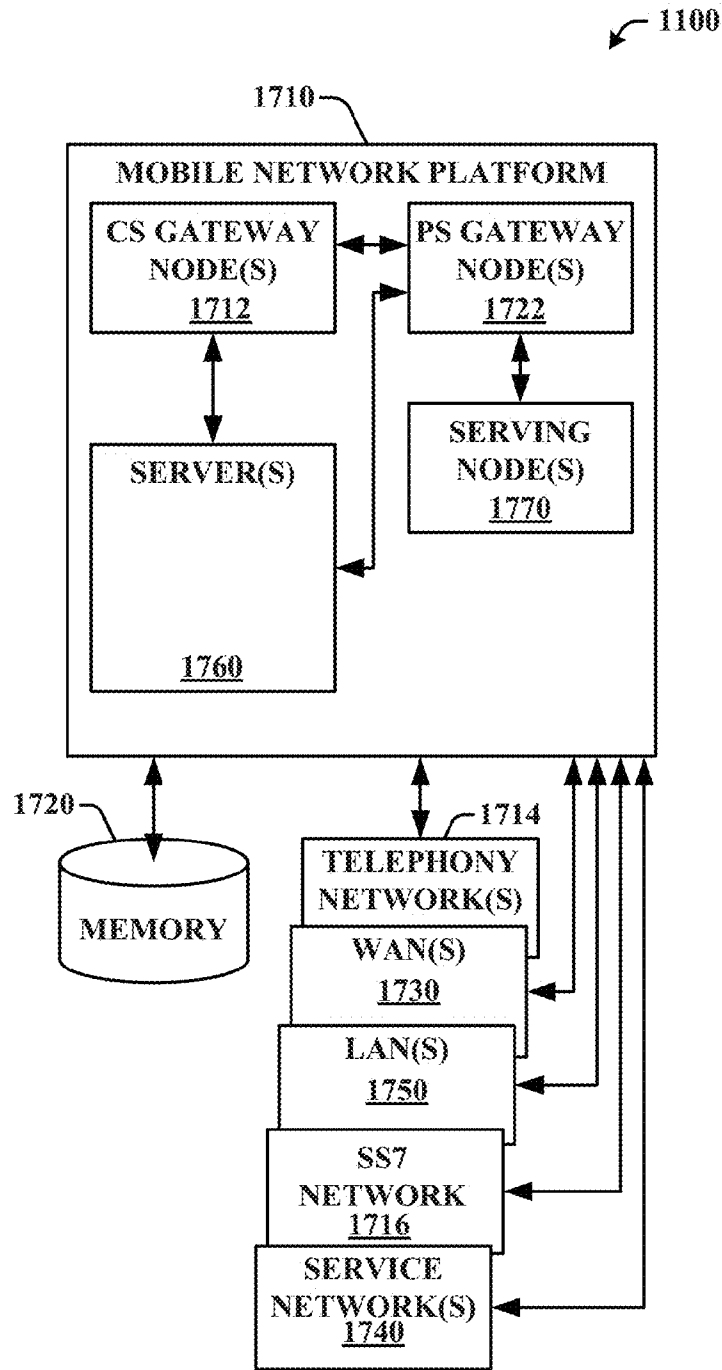 1100
1710
MOBILE NETWORK PLATFORM
CS GATEWAY
NODE(S)
1712
PS GATEWAY
NODE(S)
1722
SERVER(S)
1760
SERVING
NODE(S)
1770
1720
MEMORY
1714
TELEPHONY
NETWORK(S)
WAN(S)
1730
LAN(S)
1750
SS7
NETWORK
1716
SERVICE
NETWORK(S)
1740